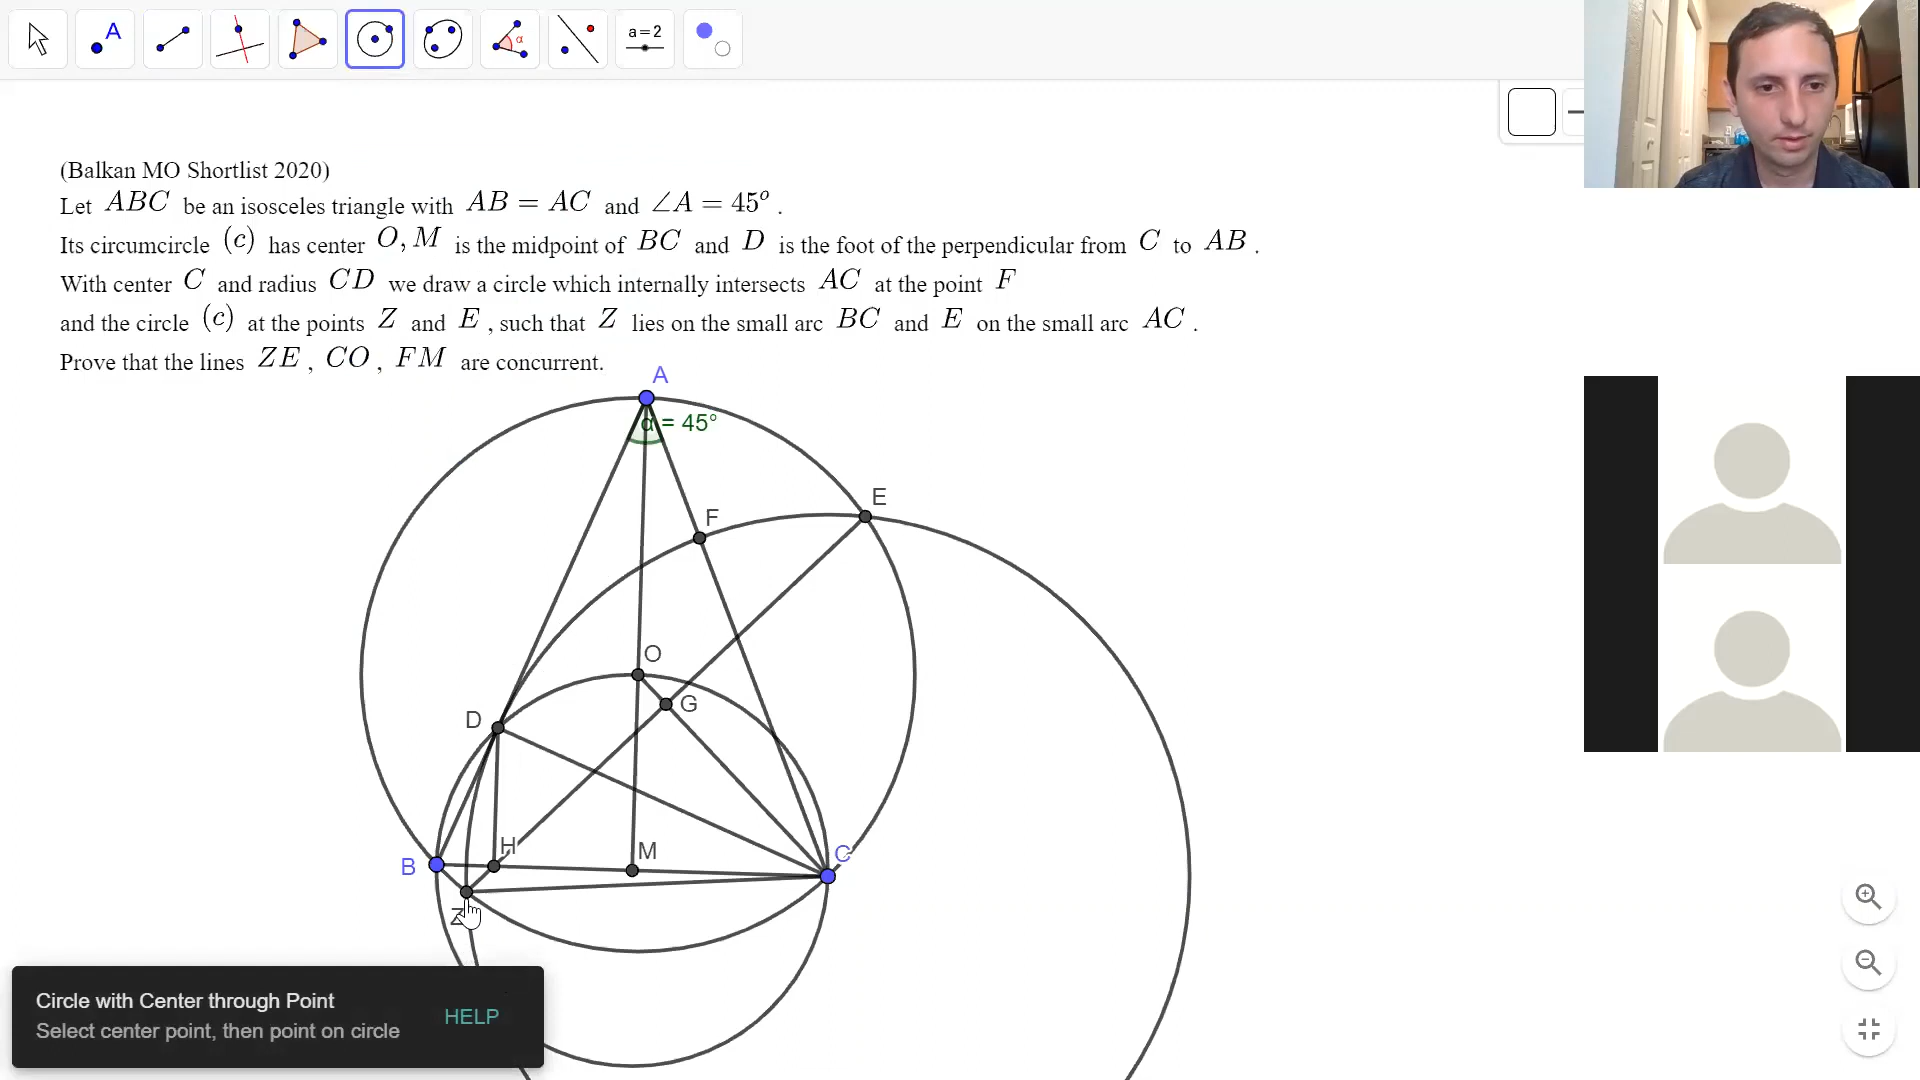 A
α
a = 2
(Balkan MO Shortlist 2020)
Let ABC be an isosceles triangle with AB = AC and ∠A = 45° .
Its circumcircle (c) has center O, M is the midpoint of BC and D is the foot of the perpendicular from C to AB .
With center C and radius CD we draw a circle which internally intersects AC at the point F
and the circle (c) at the points Z and E , such that Z lies on the small arc BC and E on the small arc AC .
Prove that the lines ZE , CO , FM are concurrent.
A
α = 45°
E
F
O
G
D
H
M
B
C
Z
Circle with Center through Point
Select center point, then point on circle
HELP